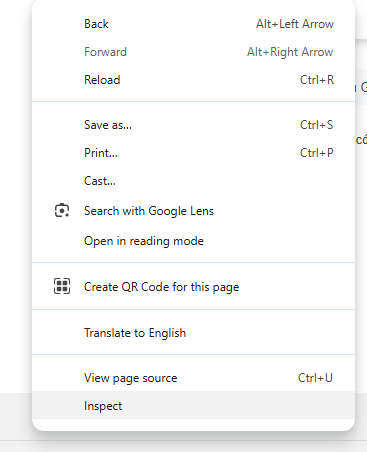 Back Alt+Left Arrow
Forward Alt+Right Arrow
Reload Ctrl+R
Save as... Ctrl+S
Print... Ctrl+P
Cast...
Search with Google Lens
Open in reading mode
Create QR Code for this page
Translate to English
View page source Ctrl+U
Inspect